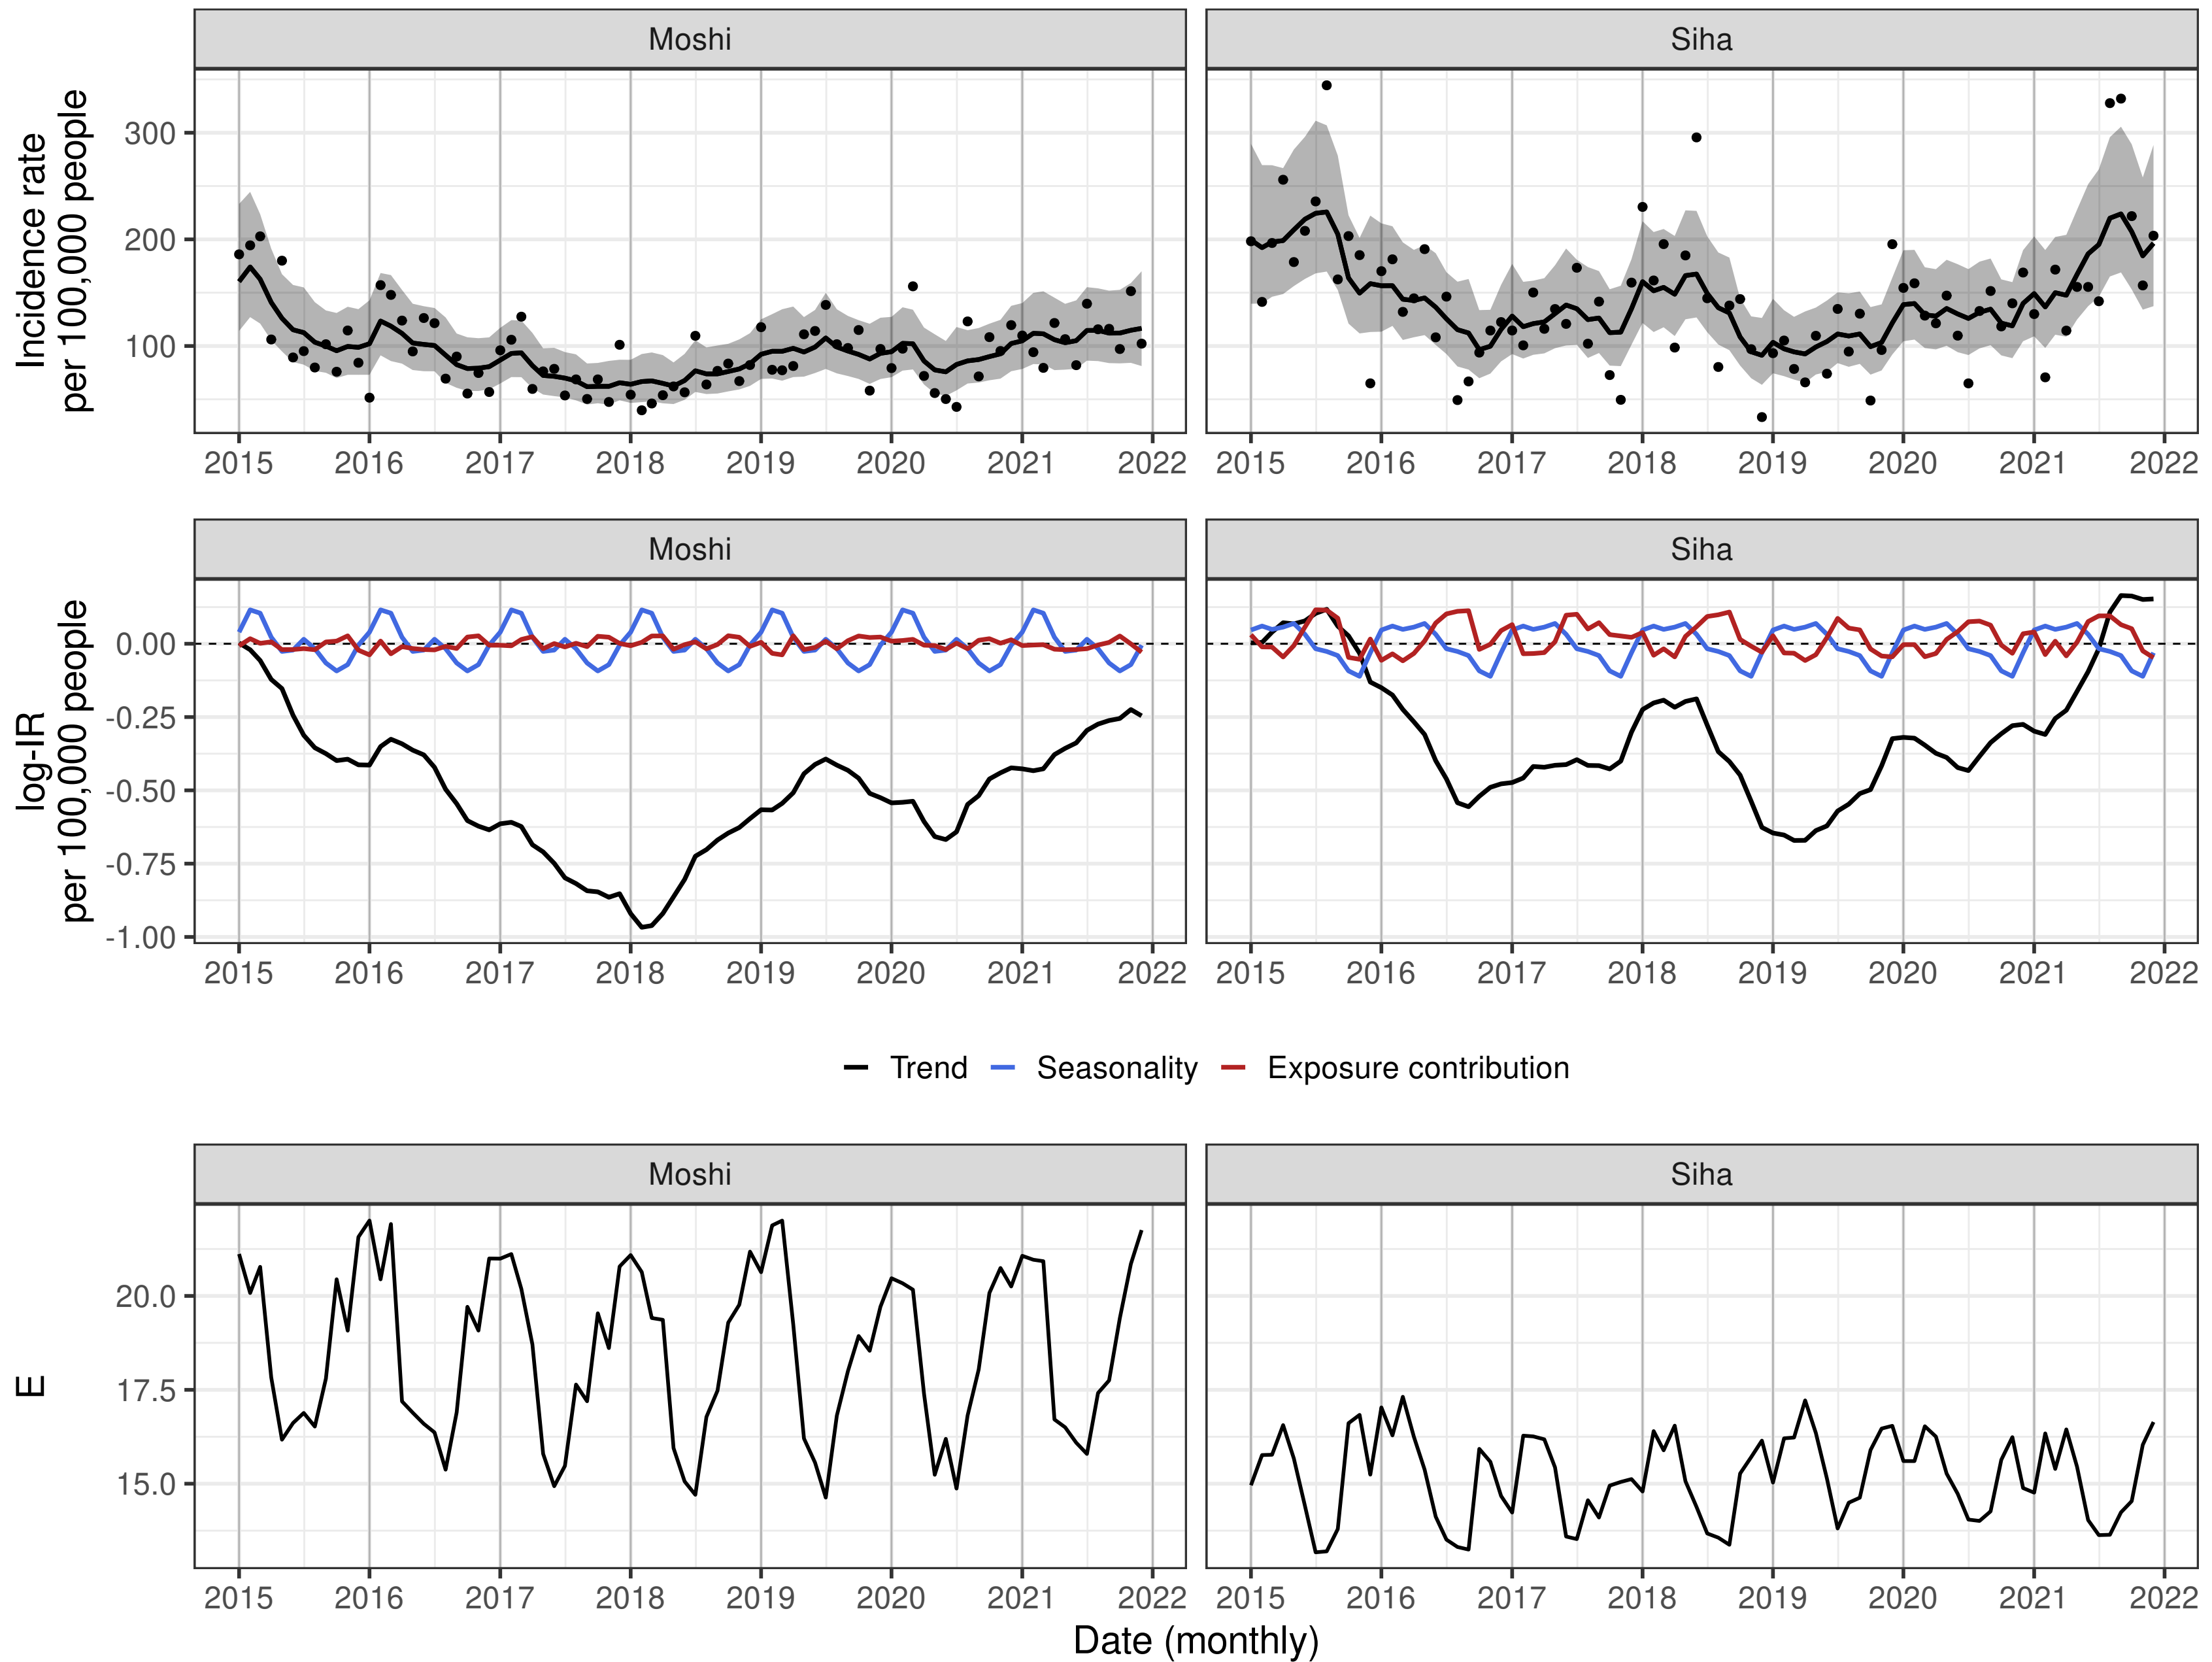 Moshi
Siha
Incidence rate
per 100,000 people
300
200
100
2015 2016 2017 2018 2019 2020 2021 2022
2015 2016 2017 2018 2019 2020 2021 2022
Moshi
Siha
log-IR
per 100,000 people
0.00
-0.25
-0.50
-0.75
-1.00
2015 2016 2017 2018 2019 2020 2021 2022
2015 2016 2017 2018 2019 2020 2021 2022
Trend Seasonality Exposure contribution
Moshi
Siha
E
20.0
17.5
15.0
2015 2016 2017 2018 2019 2020 2021 2022
2015 2016 2017 2018 2019 2020 2021 2022
Date (monthly)